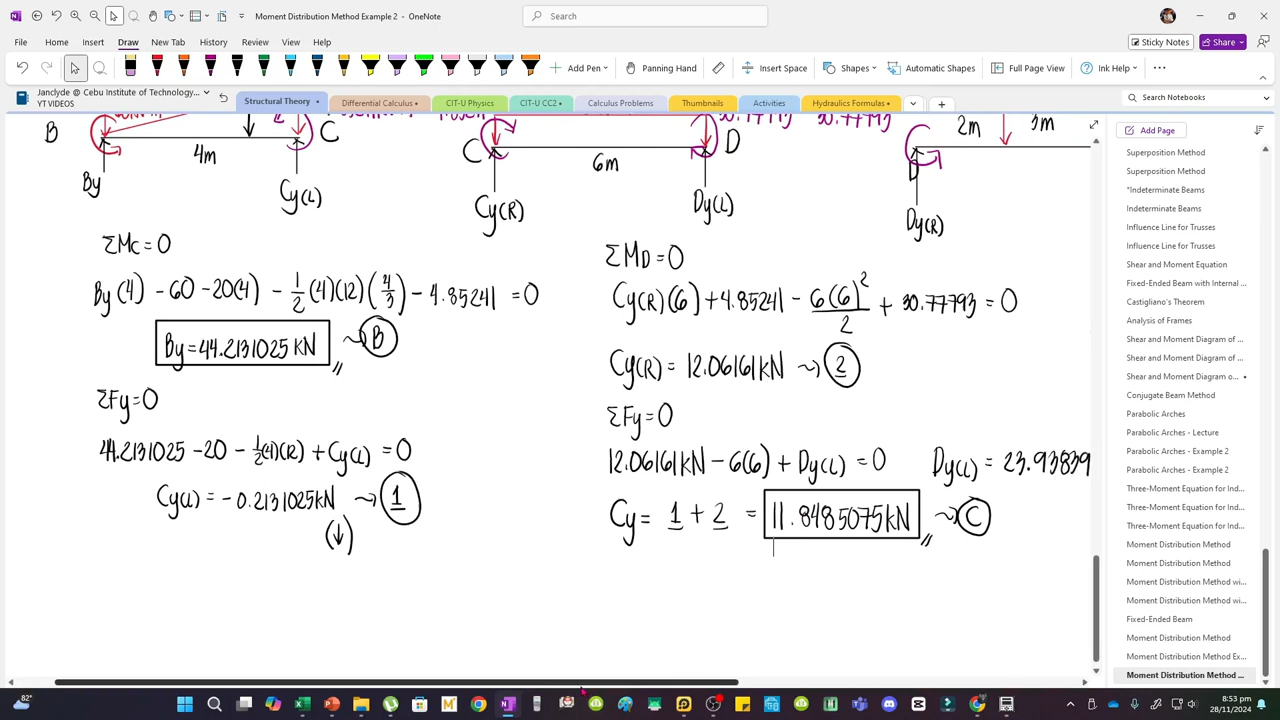 Moment Distribution Method Example 2 - OneNote
Search
File Home Insert Draw New Tab History Review View Help
Sticky Notes Share
Add Pen Panning Hand Insert Space Shapes Automatic Shapes Full Page View Ink Help
Janclyde @ Cebu Institute of Technology...
YT VIDEOS
Structural Theory Differential Calculus CIT-U Physics CIT-U CC2 Calculus Problems Thumbnails Activities Hydraulics Formulas
Search Notebooks
Add Page
Superposition Method
Superposition Method
*Indeterminate Beams
Indeterminate Beams
Influence Line for Trusses
Influence Line for Trusses
Shear and Moment Equation
Fixed-Ended Beam with Internal ...
Castigliano's Theorem
Analysis of Frames
Shear and Moment Diagram of ...
Shear and Moment Diagram of ...
Shear and Moment Diagram o...
Conjugate Beam Method
Parabolic Arches
Parabolic Arches - Lecture
Parabolic Arches - Example 2
Parabolic Arches - Example 2
Three-Moment Equation for Ind...
Three-Moment Equation for Ind...
Three-Moment Equation for Ind...
Moment Distribution Method
Moment Distribution Method
Moment Distribution Method wi...
Moment Distribution Method wi...
Fixed-Ended Beam
Moment Distribution Method
Moment Distribution Method Ex...
Moment Distribution Method ...
B 4m C
By Cy(L)
C 6m D
Cy(R) Dy(L)
2m 3m
D
Dy(R)
30.77793 30.77793
ΣMc = 0
By(4) - 60 - 20(4) - 1/2 (4)(12)(4/3) - 4.85241 = 0
By = 44.2131025 KN ~> B
ΣFy = 0
44.2131025 - 20 - 1/2(4)(12) + Cy(L) = 0
Cy(L) = -0.2131025KN ~> 1
(↓)
ΣMD = 0
Cy(R)(6) + 4.85241 - 6(6)²/2 + 30.77793 = 0
Cy(R) = 12.06161KN ~> 2
ΣFy = 0
12.06161KN - 6(6) + Dy(L) = 0 Dy(L) = 23.93839
Cy = 1 + 2 = 11.8485075KN ~> C
82°
8:53 pm
28/11/2024